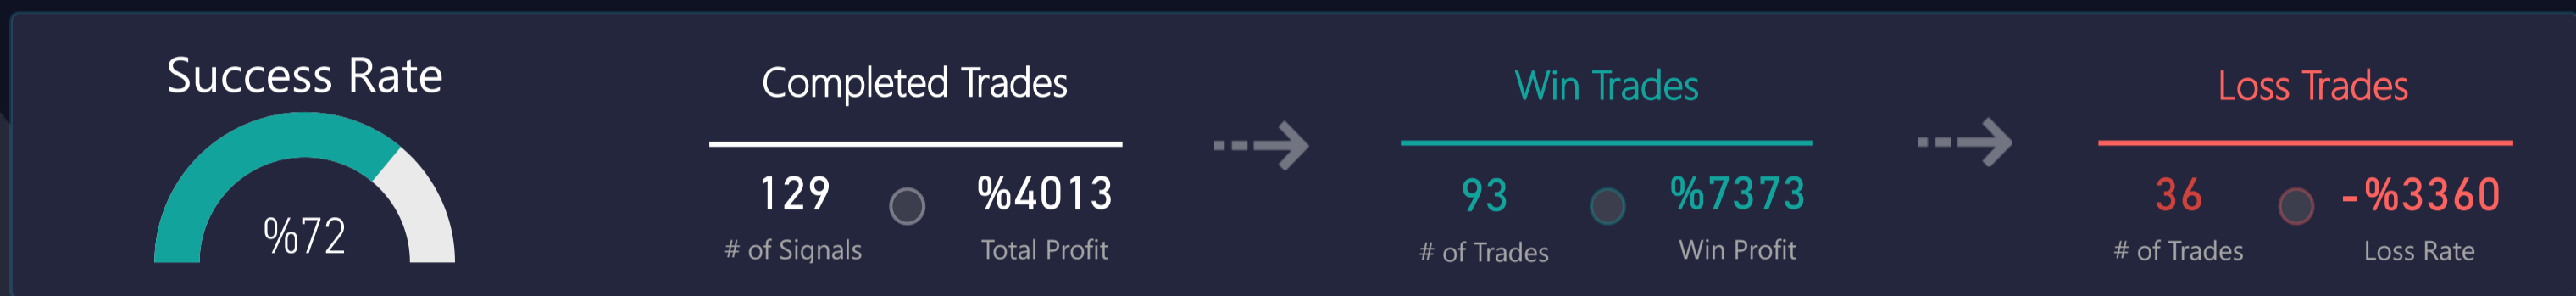 Success Rate
%72
Completed Trades
129
%4013
# of Signals
Total Profit
Win Trades
93
%7373
# of Trades
Win Profit
Loss Trades
36
-%3360
# of Trades
Loss Rate